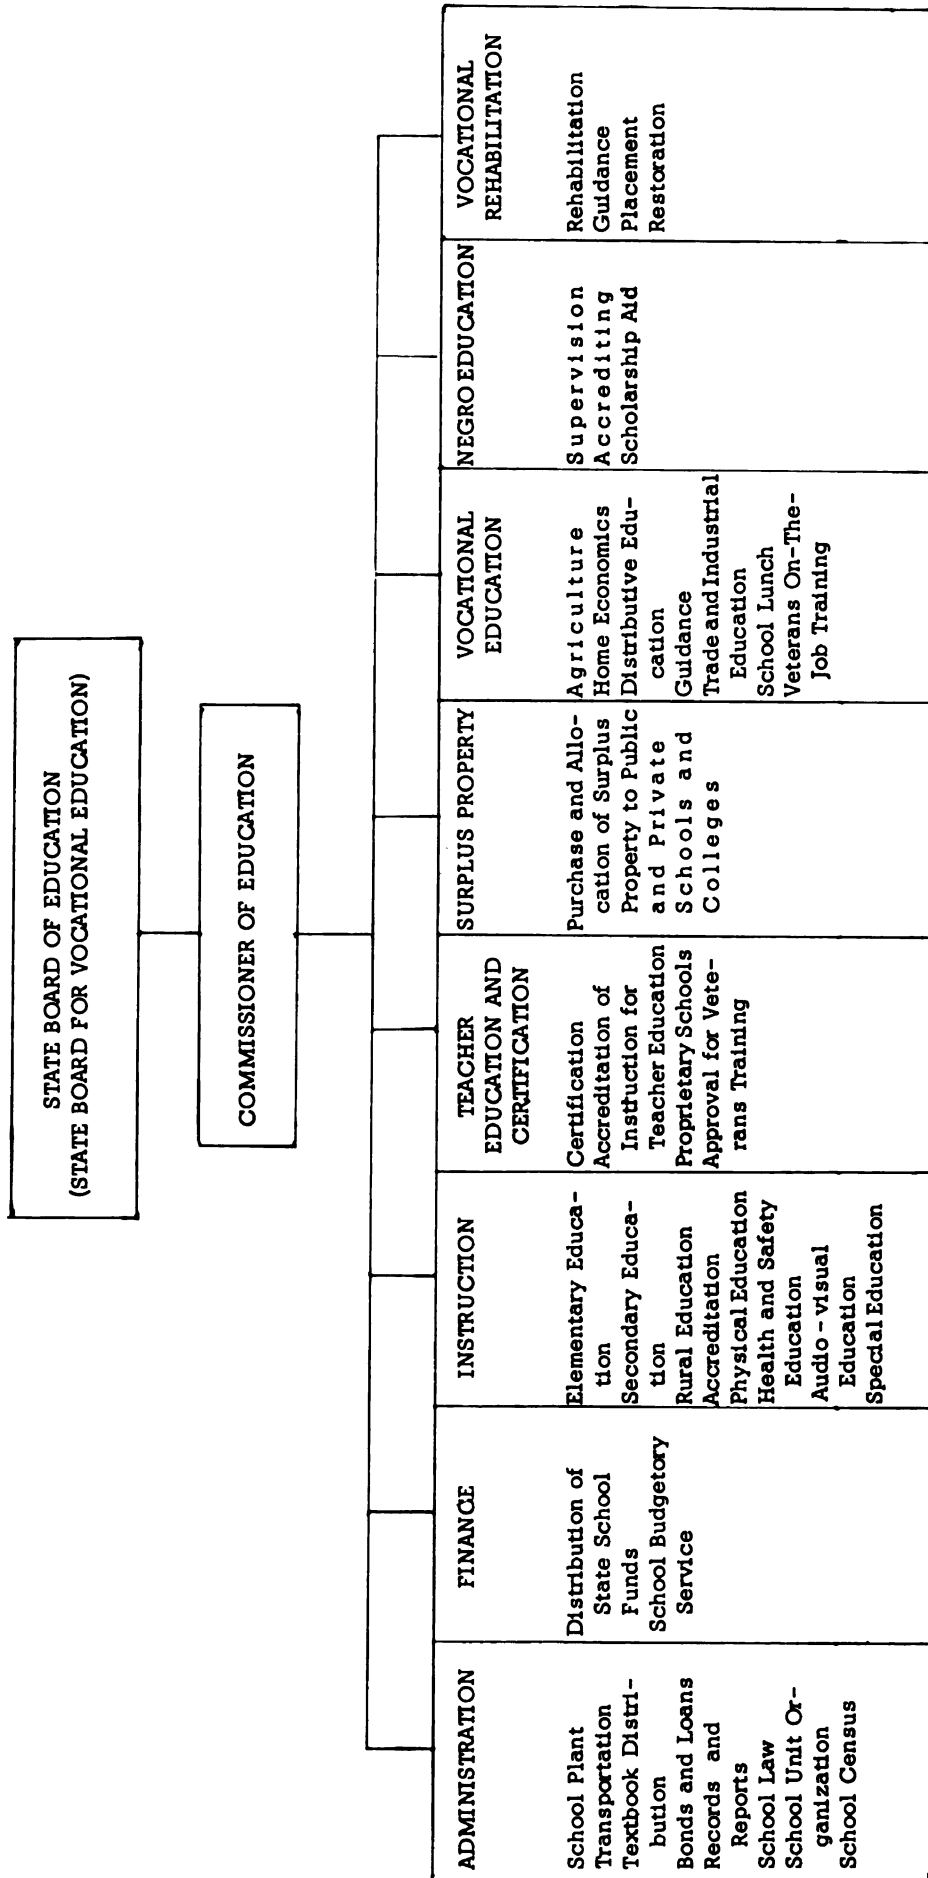 STATE BOARD OF EDUCATION
(STATE BOARD FOR VOCATIONAL EDUCATION)
COMMISSIONER OF EDUCATION
ADMINISTRATION
School Plant
Transportation
Textbook Distri-
bution
Bonds and Loans
Records and
Reports
School Law
School Unit Or-
ganization
School Census
FINANCE
Distribution of
State School
Funds
School Budgetory
Service
INSTRUCTION
Elementary Educa-
tion
Secondary Educa-
tion
Rural Education
Accreditation
Physical Education
Health and Safety
Education
Audio-visual
Education
Special Education
TEACHER
EDUCATION AND
CERTIFICATION
Certification
Accreditation of
Instruction for
Teacher Education
Proprietary Schools
Approval for Vete-
rans Training
SURPLUS PROPERTY
Purchase and Allo-
cation of Surplus
Property to Public
and Private
Schools and
Colleges
VOCATIONAL
EDUCATION
Agriculture
Home Economics
Distributive Edu-
cation
Guidance
Trade and Industrial
Education
School Lunch
Veterans On-The-
Job Training
NEGRO EDUCATION
Supervision
Accrediting
Scholarship Aid
VOCATIONAL
REHABILITATION
Rehabilitation
Guidance
Placement
Restoration